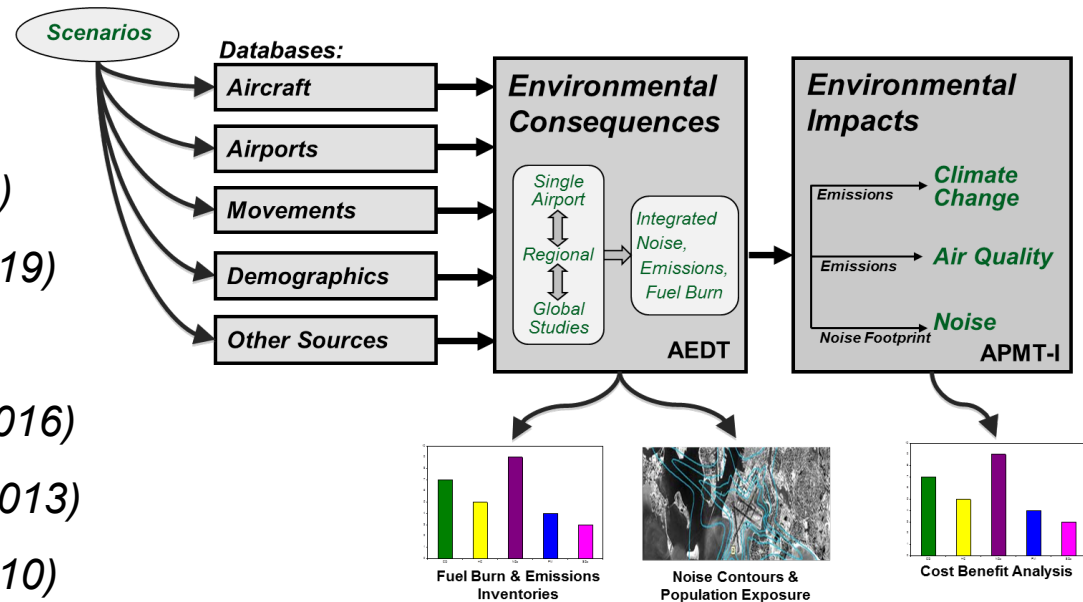 Scenarios
)
19)
016)
013)
10)
Databases:
Aircraft
Airports
Movements
Demographics
Other Sources
Environmental
Consequences
Single
Airport
Regional
Global
Studies
Integrated
Noise,
Emissions,
Fuel Burn
AEDT
Environmental
Impacts
Emissions
Climate
Change
Emissions
Air Quality
Noise Footprint
Noise
APMT-I
Fuel Burn & Emissions
Inventories
Noise Contours &
Population Exposure
Cost Benefit Analysis